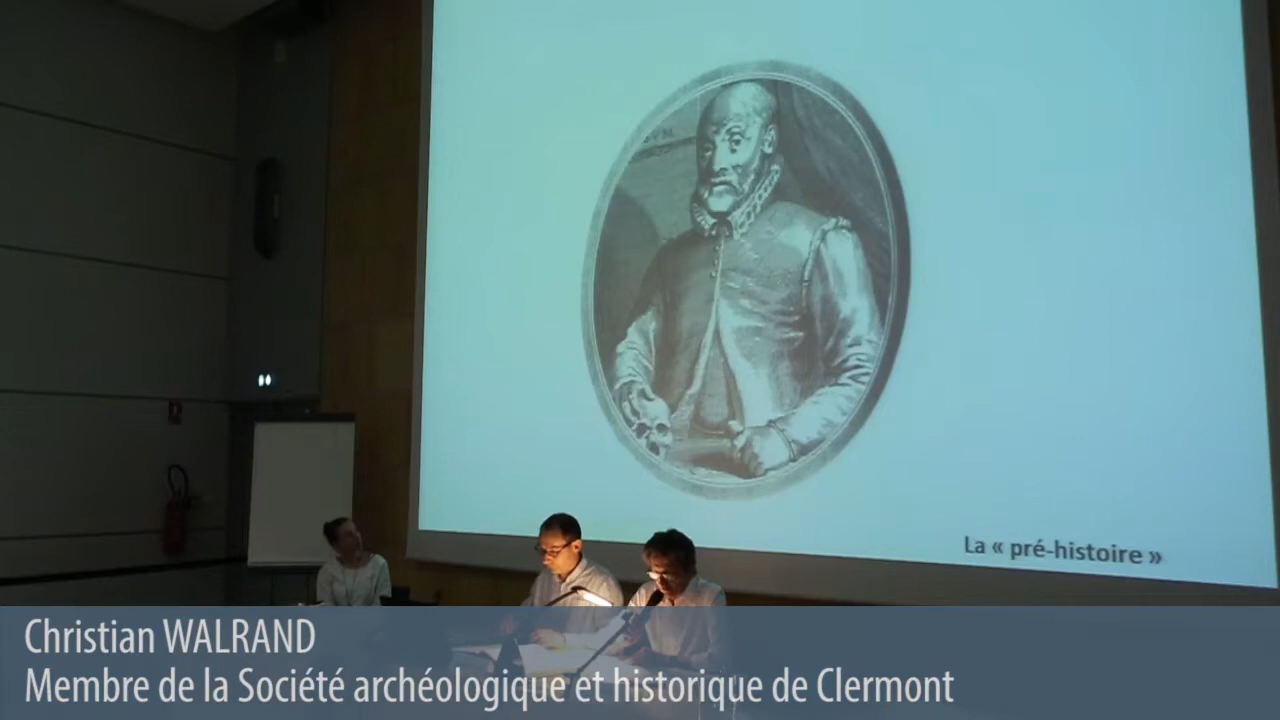 La « pré-histoire »
Christian WALRAND
Membre de la Société archéologique et historique de Clermont